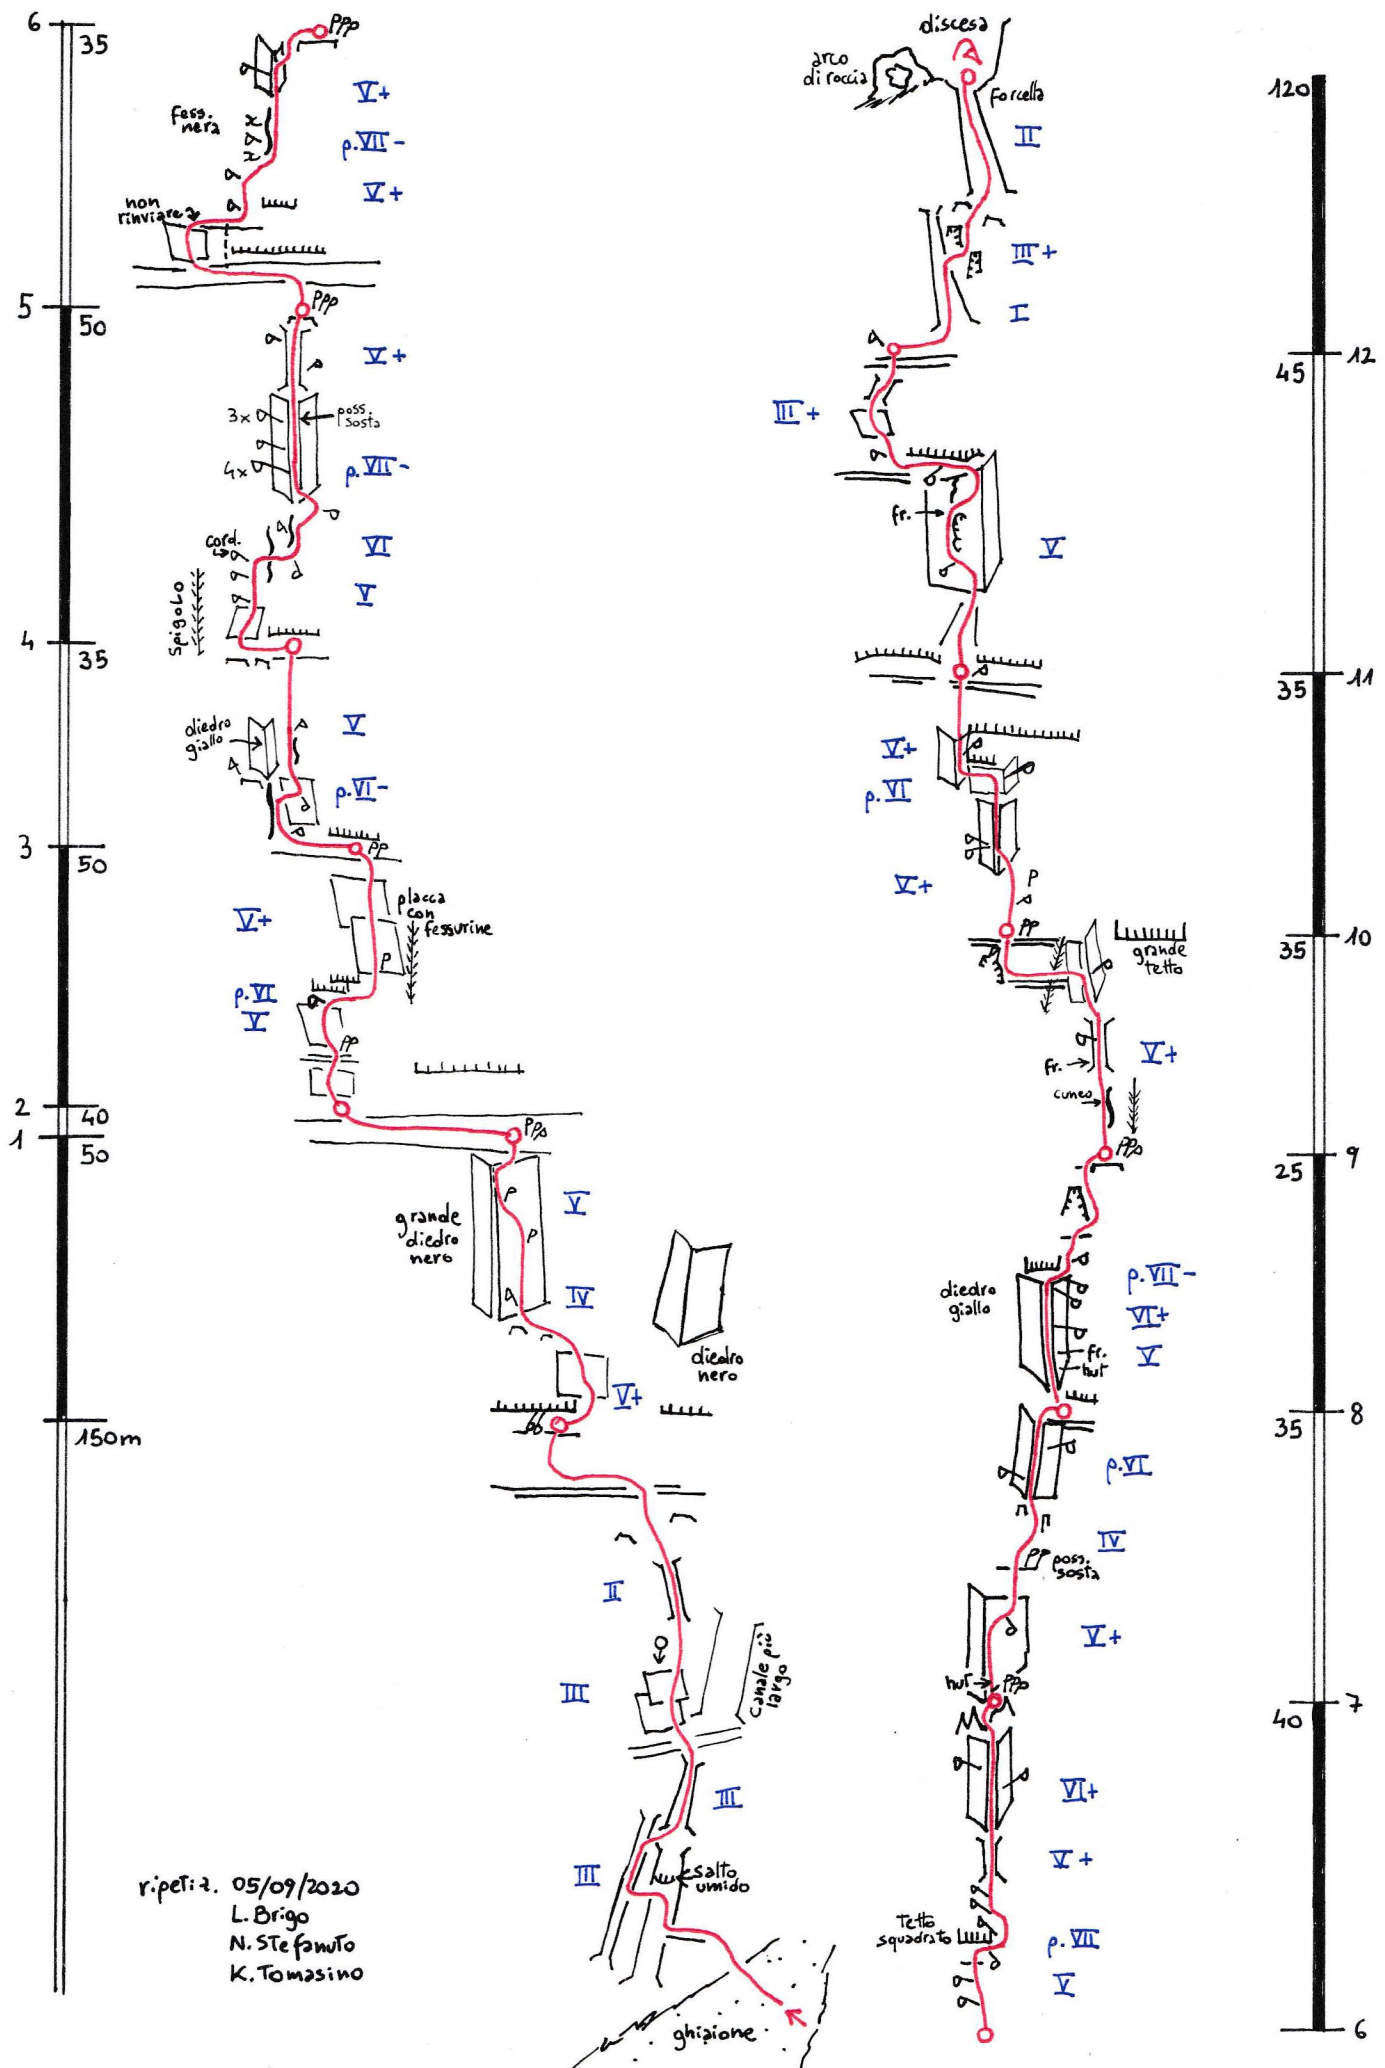 6
35
PPP
V+
fess.
nera
p.VII-
V+
non
rinviare
5
50
PPP
V+
3x
poss.
sosta
4x
p.VII-
cord.
VI
V
spigolo
4
35
diedro
giallo
V
p.VI-
3
50
PP
placca
con
fessurine
V+
p.VI
V
PP
2
40
1
50
PPP
grande
diedro
nero
V
P
P
IV
diedro
nero
V+
150m
II
III
canale più
largo
III
III
salto
umido
ripetiz. 05/09/2020
L. Brigo
N. Stefanuto
K. Tomasino
ghiaione
discesa
arco
di roccia
forcella
120
II
III+
I
12
45
III+
fr.
V
11
35
V+
p.VI
V+
PP
10
35
grande
tetto
V+
fr.
cuneo
PPP
9
25
diedro
giallo
p.VII-
VI+
V
fr.
nut
8
35
p.VI
IV
PP
poss.
sosta
V+
nut
PPP
7
40
VI+
V+
tetto
squadrato
p.VII
V
6